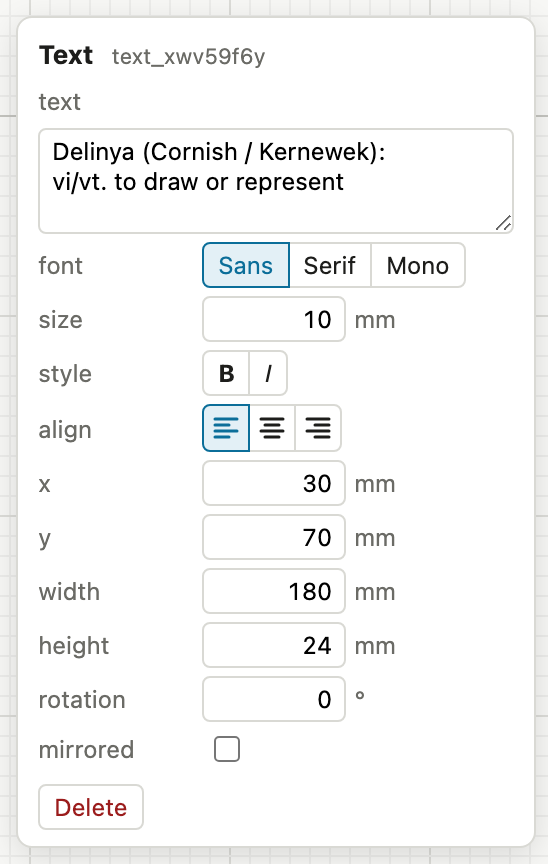 Text text_xwv59f6y
text
Delinya (Cornish / Kernewek):
vi/vt. to draw or represent
font Sans Serif Mono
size 10 mm
style B I
align
x 30 mm
y 70 mm
width 180 mm
height 24 mm
rotation 0 °
mirrored
Delete